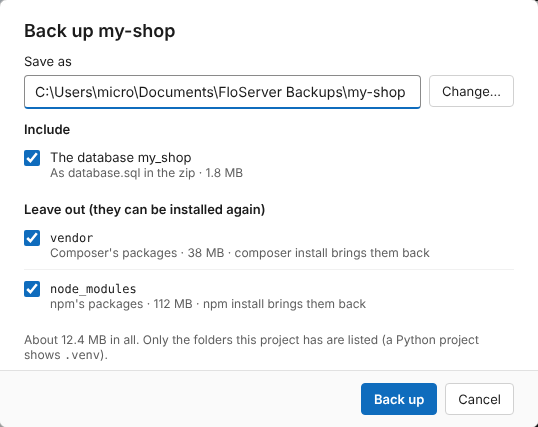 Back up my-shop
Save as
C:\Users\micro\Documents\FloServer Backups\my-shop
Change...
Include
The database my_shop
As database.sql in the zip · 1.8 MB
Leave out (they can be installed again)
vendor
Composer's packages · 38 MB · composer install brings them back
node_modules
npm's packages · 112 MB · npm install brings them back
About 12.4 MB in all. Only the folders this project has are listed (a Python project
shows .venv).
Back up
Cancel